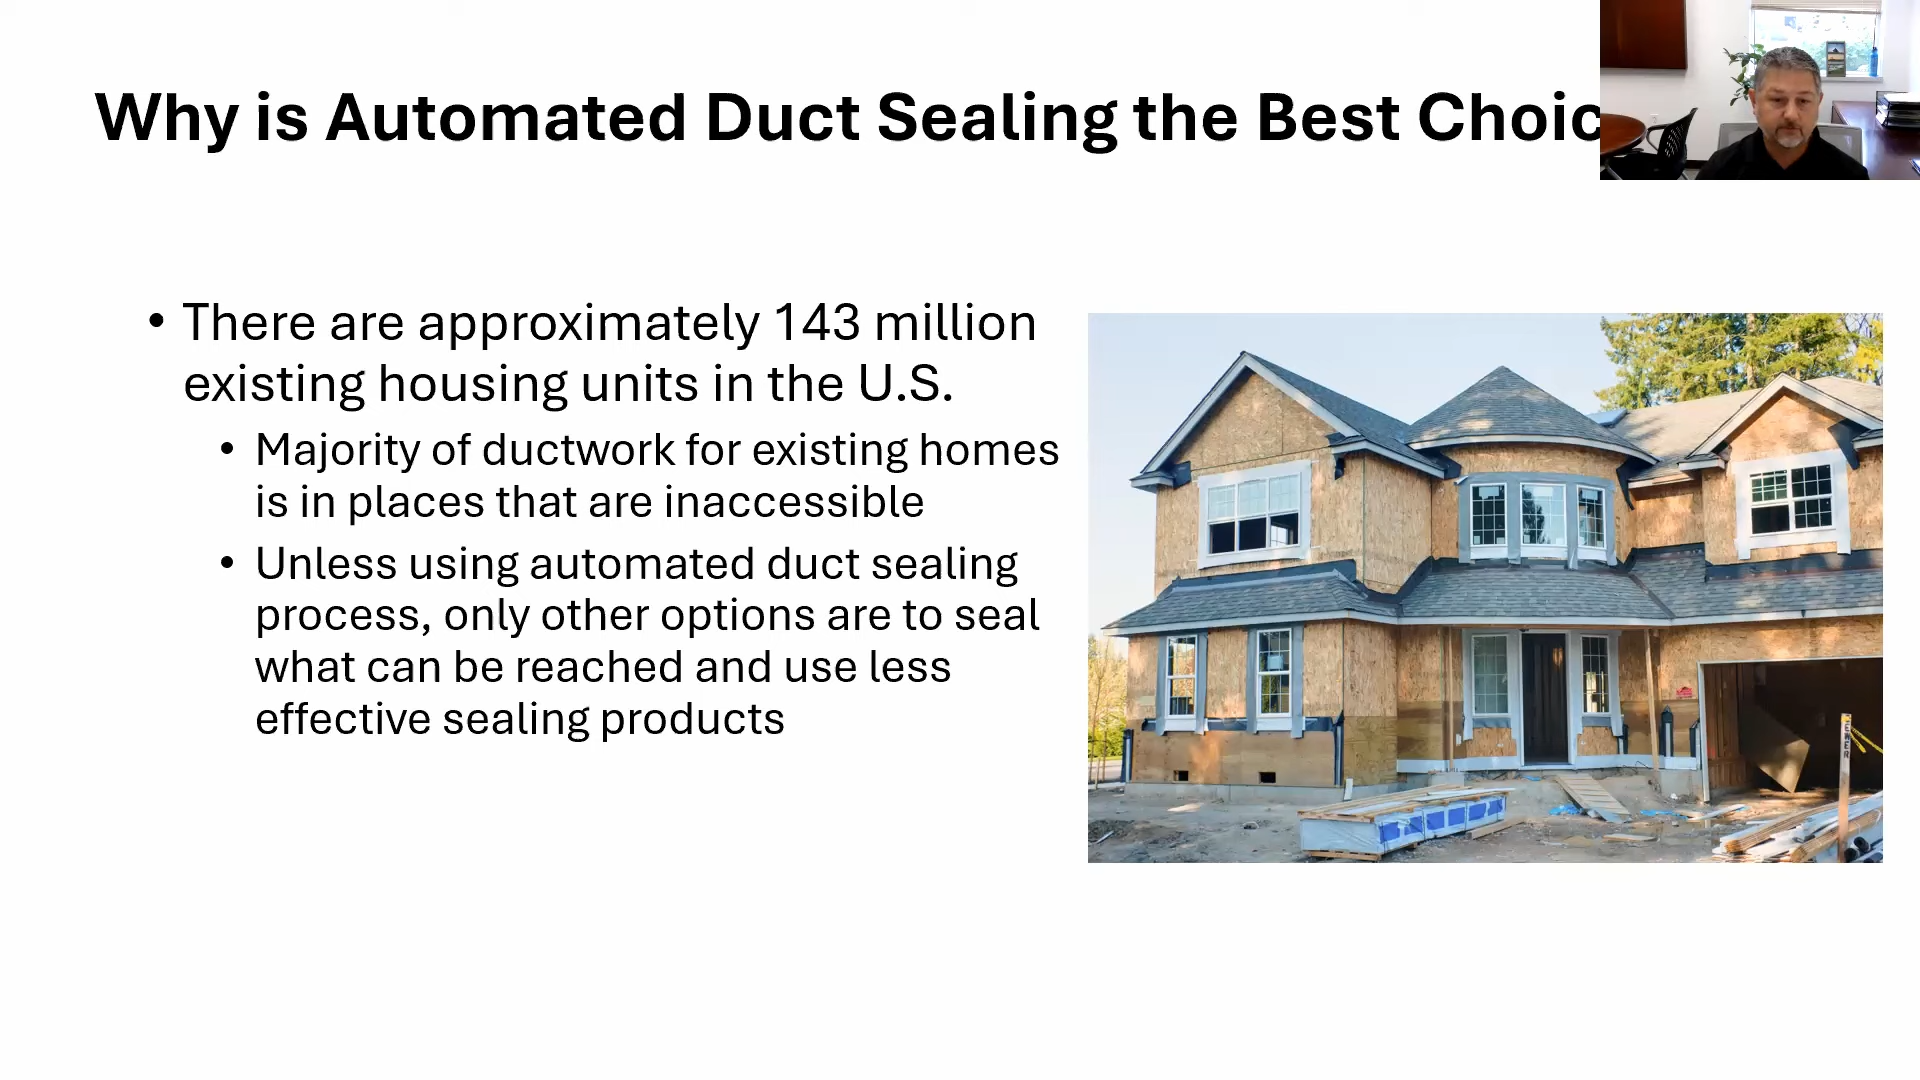 Why is Automated Duct Sealing the Best Choic
• There are approximately 143 million
existing housing units in the U.S.
• Majority of ductwork for existing homes
is in places that are inaccessible
• Unless using automated duct sealing
process, only other options are to seal
what can be reached and use less
effective sealing products